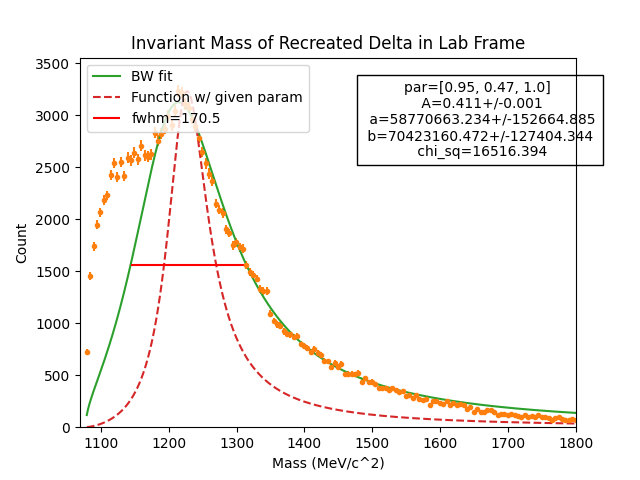 Invariant Mass of Recreated Delta in Lab Frame
3500
3000
2500
2000
1500
1000
500
0
Count
BW fit
Function w/ given param
fwhm=170.5
par=[0.95, 0.47, 1.0]
A=0.411+/-0.001
a=58770663.234+/-152664.885
b=70423160.472+/-127404.344
chi_sq=16516.394
1100 1200 1300 1400 1500 1600 1700 1800
Mass (MeV/c^2)